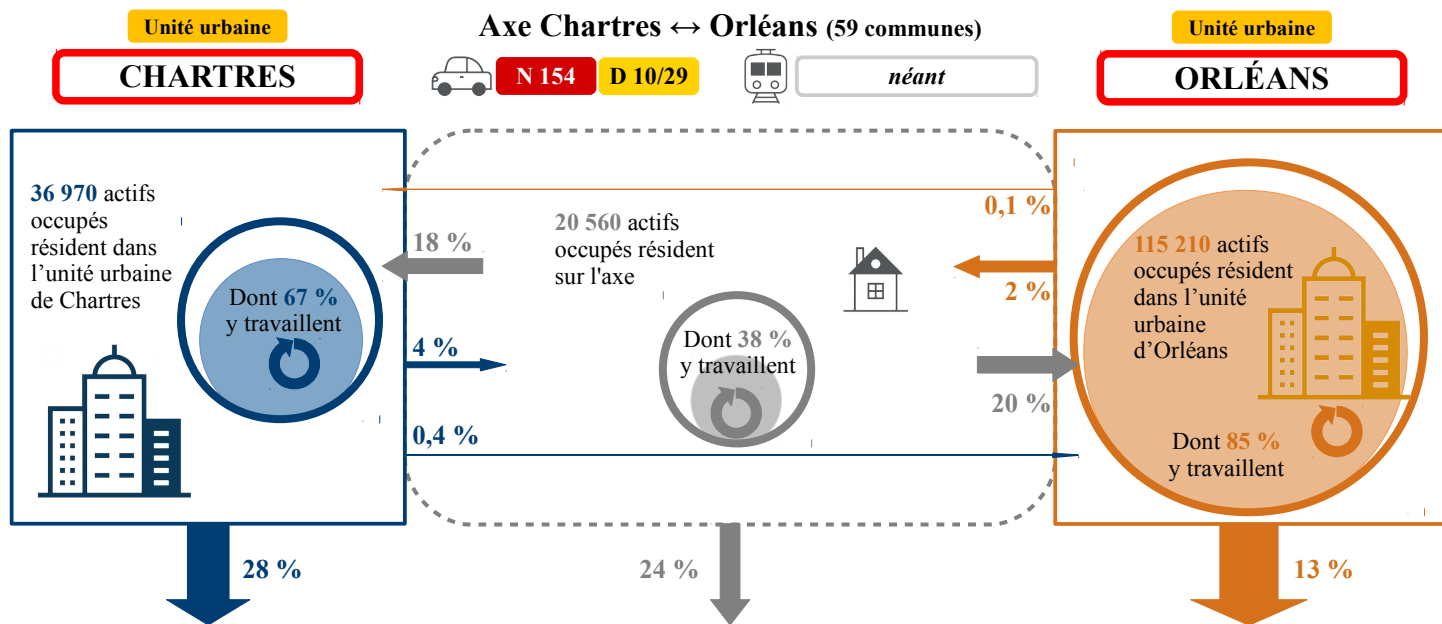 Unité urbaine
CHARTRES
Axe Chartres ↔ Orléans (59 communes)
N 154
D 10/29
néant
Unité urbaine
ORLÉANS
36 970 actifs
occupés
résident dans
l’unité urbaine
de Chartres
Dont 67 %
y travaillent
18 %
4 %
0,4 %
28 %
20 560 actifs
occupés résident
sur l'axe
Dont 38 %
y travaillent
24 %
0,1 %
2 %
20 %
115 210 actifs
occupés résident
dans l’unité
urbaine
d’Orléans
Dont 85 %
y travaillent
13 %